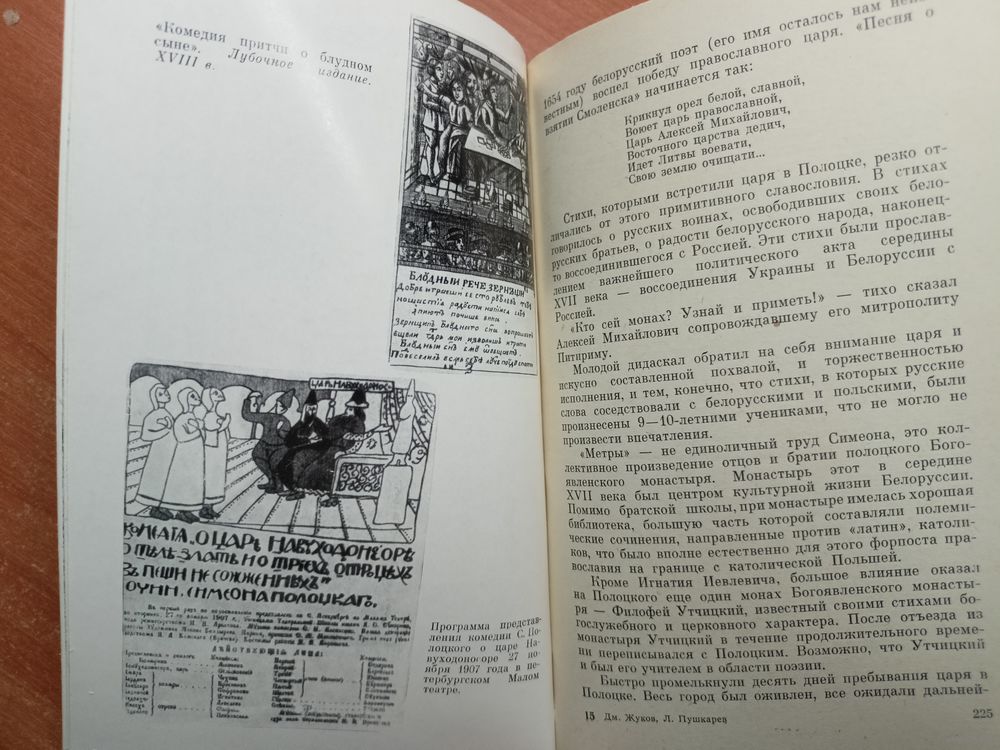 «Комедия притчи о блудном
сыне». Лубочное издание.
XVIII в.
БЛѸДНЫИ РЕЧЕ ЗЕРНЩИКУ
ЦАРЬ НАВУХОДОНОС
О ЦАРѢ НАВУХОДОНОСОРѢ
О ТѢЛѢ ЗЛАТѢ И О ТРЕХЪ ОТРОЦѢХЪ
ВЪ ПЕЩИ НЕ СОЖЖЕННЫХЪ
СОЧИН. СИМЕОНА ПОЛОЦКАГО.
ДѢЙСТВУЮЩІЯ ЛИЦА:
Программа представ-
ления комедии С. По-
лоцкого о царе На-
вуходоносоре 27 но-
ября 1907 года в пе-
тербургском Малом
театре.
1654 году белорусский поэт (его имя осталось нам неиз-
вестным) воспел победу православного царя. «Песня о
взятии Смоленска» начинается так:
Крикнул орел белой, славной,
Воюет царь православной,
Царь Алексей Михайлович,
Восточного царства дедич,
Идет Литвы воевати,
Свою землю очищати...
Стихи, которыми встретили царя в Полоцке, резко от-
личались от этого примитивного славословия. В стихах
говорилось о русских воинах, освободивших своих бело-
русских братьев, о радости белорусского народа, наконец-
то воссоединившегося с Россией. Эти стихи были прослав-
лением важнейшего политического акта середины
XVII века — воссоединения Украины и Белоруссии с
Россией.
«Кто сей монах? Узнай и приметь!» — тихо сказал
Алексей Михайлович сопровождавшему его митрополиту
Питириму.
Молодой дидаскал обратил на себя внимание царя и
искусно составленной похвалой, и торжественностью
исполнения, и тем, конечно, что стихи, в которых русские
слова соседствовали с белорусскими и польскими, были
произнесены 9—10-летними учениками, что не могло не
произвести впечатления.
«Метры» — не единоличный труд Симеона, это кол-
лективное произведение отцов и братии полоцкого Бого-
явленского монастыря. Монастырь этот в середине
XVII века был центром культурной жизни Белоруссии.
Помимо братской школы, при монастыре имелась хорошая
библиотека, большую часть которой составляли полеми-
ческие сочинения, направленные против «латин», католи-
ков, что было вполне естественно для этого форпоста пра-
вославия на границе с католической Польшей.
Кроме Игнатия Иевлевича, большое влияние оказал
на Полоцкого еще один монах Богоявленского монасты-
ря — Филофей Утчицкий, известный своими стихами бо-
гослужебного и церковного характера. После отъезда из
монастыря Утчицкий в течение продолжительного време-
ни переписывался с Полоцким. Возможно, что Утчицкий
и был его учителем в области поэзии.
Быстро промелькнули десять дней пребывания царя в
Полоцке. Весь город был оживлен, все ожидали дальней-
15 Дм. Жуков, Л. Пушкарев
225